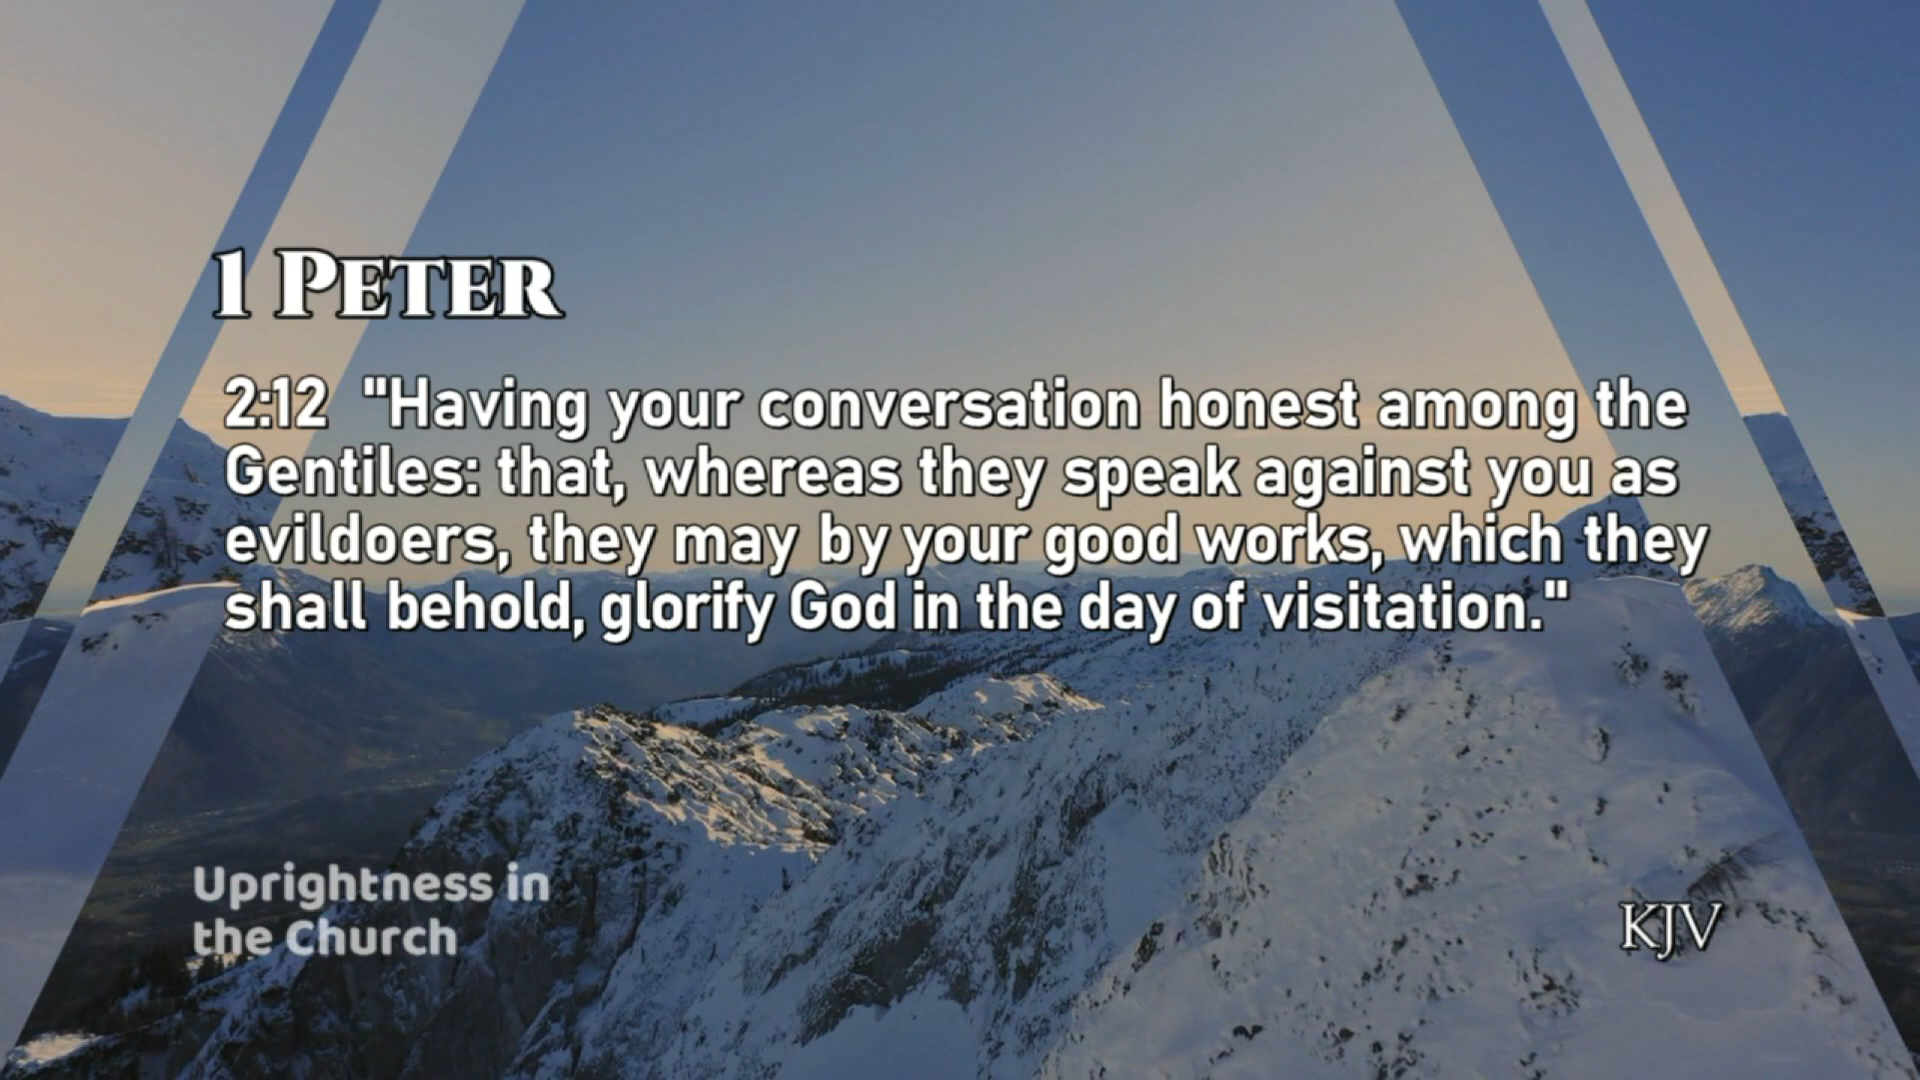 1 PETER
2:12 "Having your conversation honest among the
Gentiles: that, whereas they speak against you as
evildoers, they may by your good works, which they
shall behold, glorify God in the day of visitation."
Uprightness in
the Church
KJV